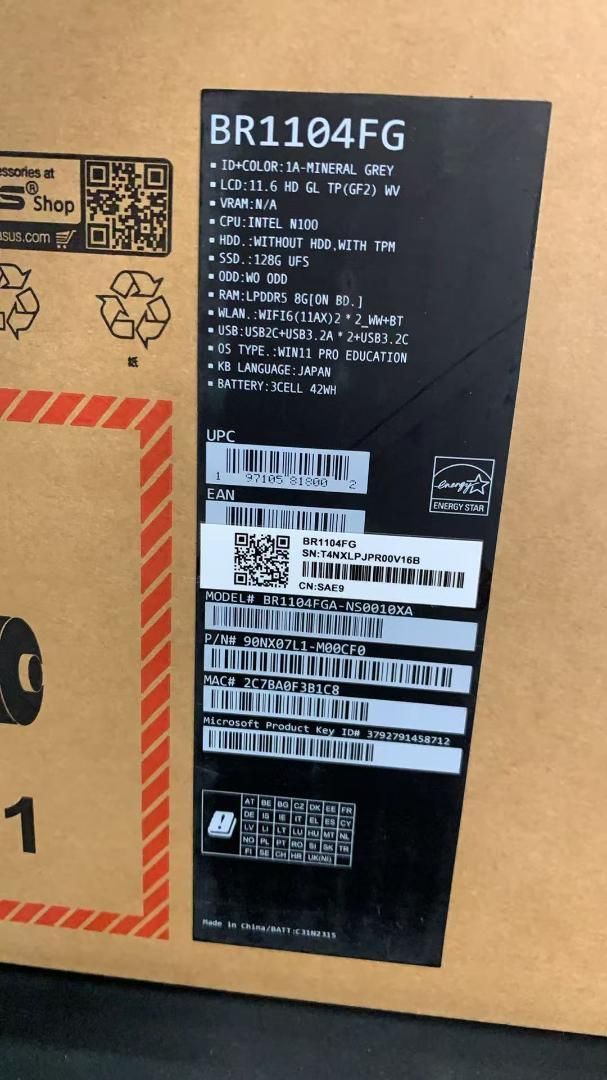 BR1104FG
▪ ID+COLOR:1A-MINERAL GREY
▪ LCD:11.6 HD GL TP(GF2) WV
▪ VRAM:N/A
▪ CPU:INTEL N100
▪ HDD.:WITHOUT HDD,WITH TPM
▪ SSD.:128G UFS
▪ ODD:WO ODD
▪ RAM:LPDDR5 8G[ON BD.]
▪ WLAN.:WIFI6(11AX)2*2_WW+BT
▪ USB:USB2C+USB3.2A*2+USB3.2C
▪ OS TYPE.:WIN11 PRO EDUCATION
▪ KB LANGUAGE:JAPAN
▪ BATTERY:3CELL 42WH
UPC
1 97105 81800 2
energy
ENERGY STAR
EAN
BR1104FG
SN:T4NXLPJPR00V16B
CN:SAE9
MODEL# BR1104FGA-NS0010XA
P/N# 90NX07L1-M00CF0
MAC# 2C7BA0F3B1C8
Microsoft Product Key ID# 3792791458712
AT BE BG CZ DK EE FR
DE IS IE IT EL ES CY
LV LI LT LU HU MT NL
NO PL PT RO SI SK TR
FI SE CH HR UK(NI)
Made in China/BATT:C31N2315
essories at
S® Shop
asus.com
紙
1